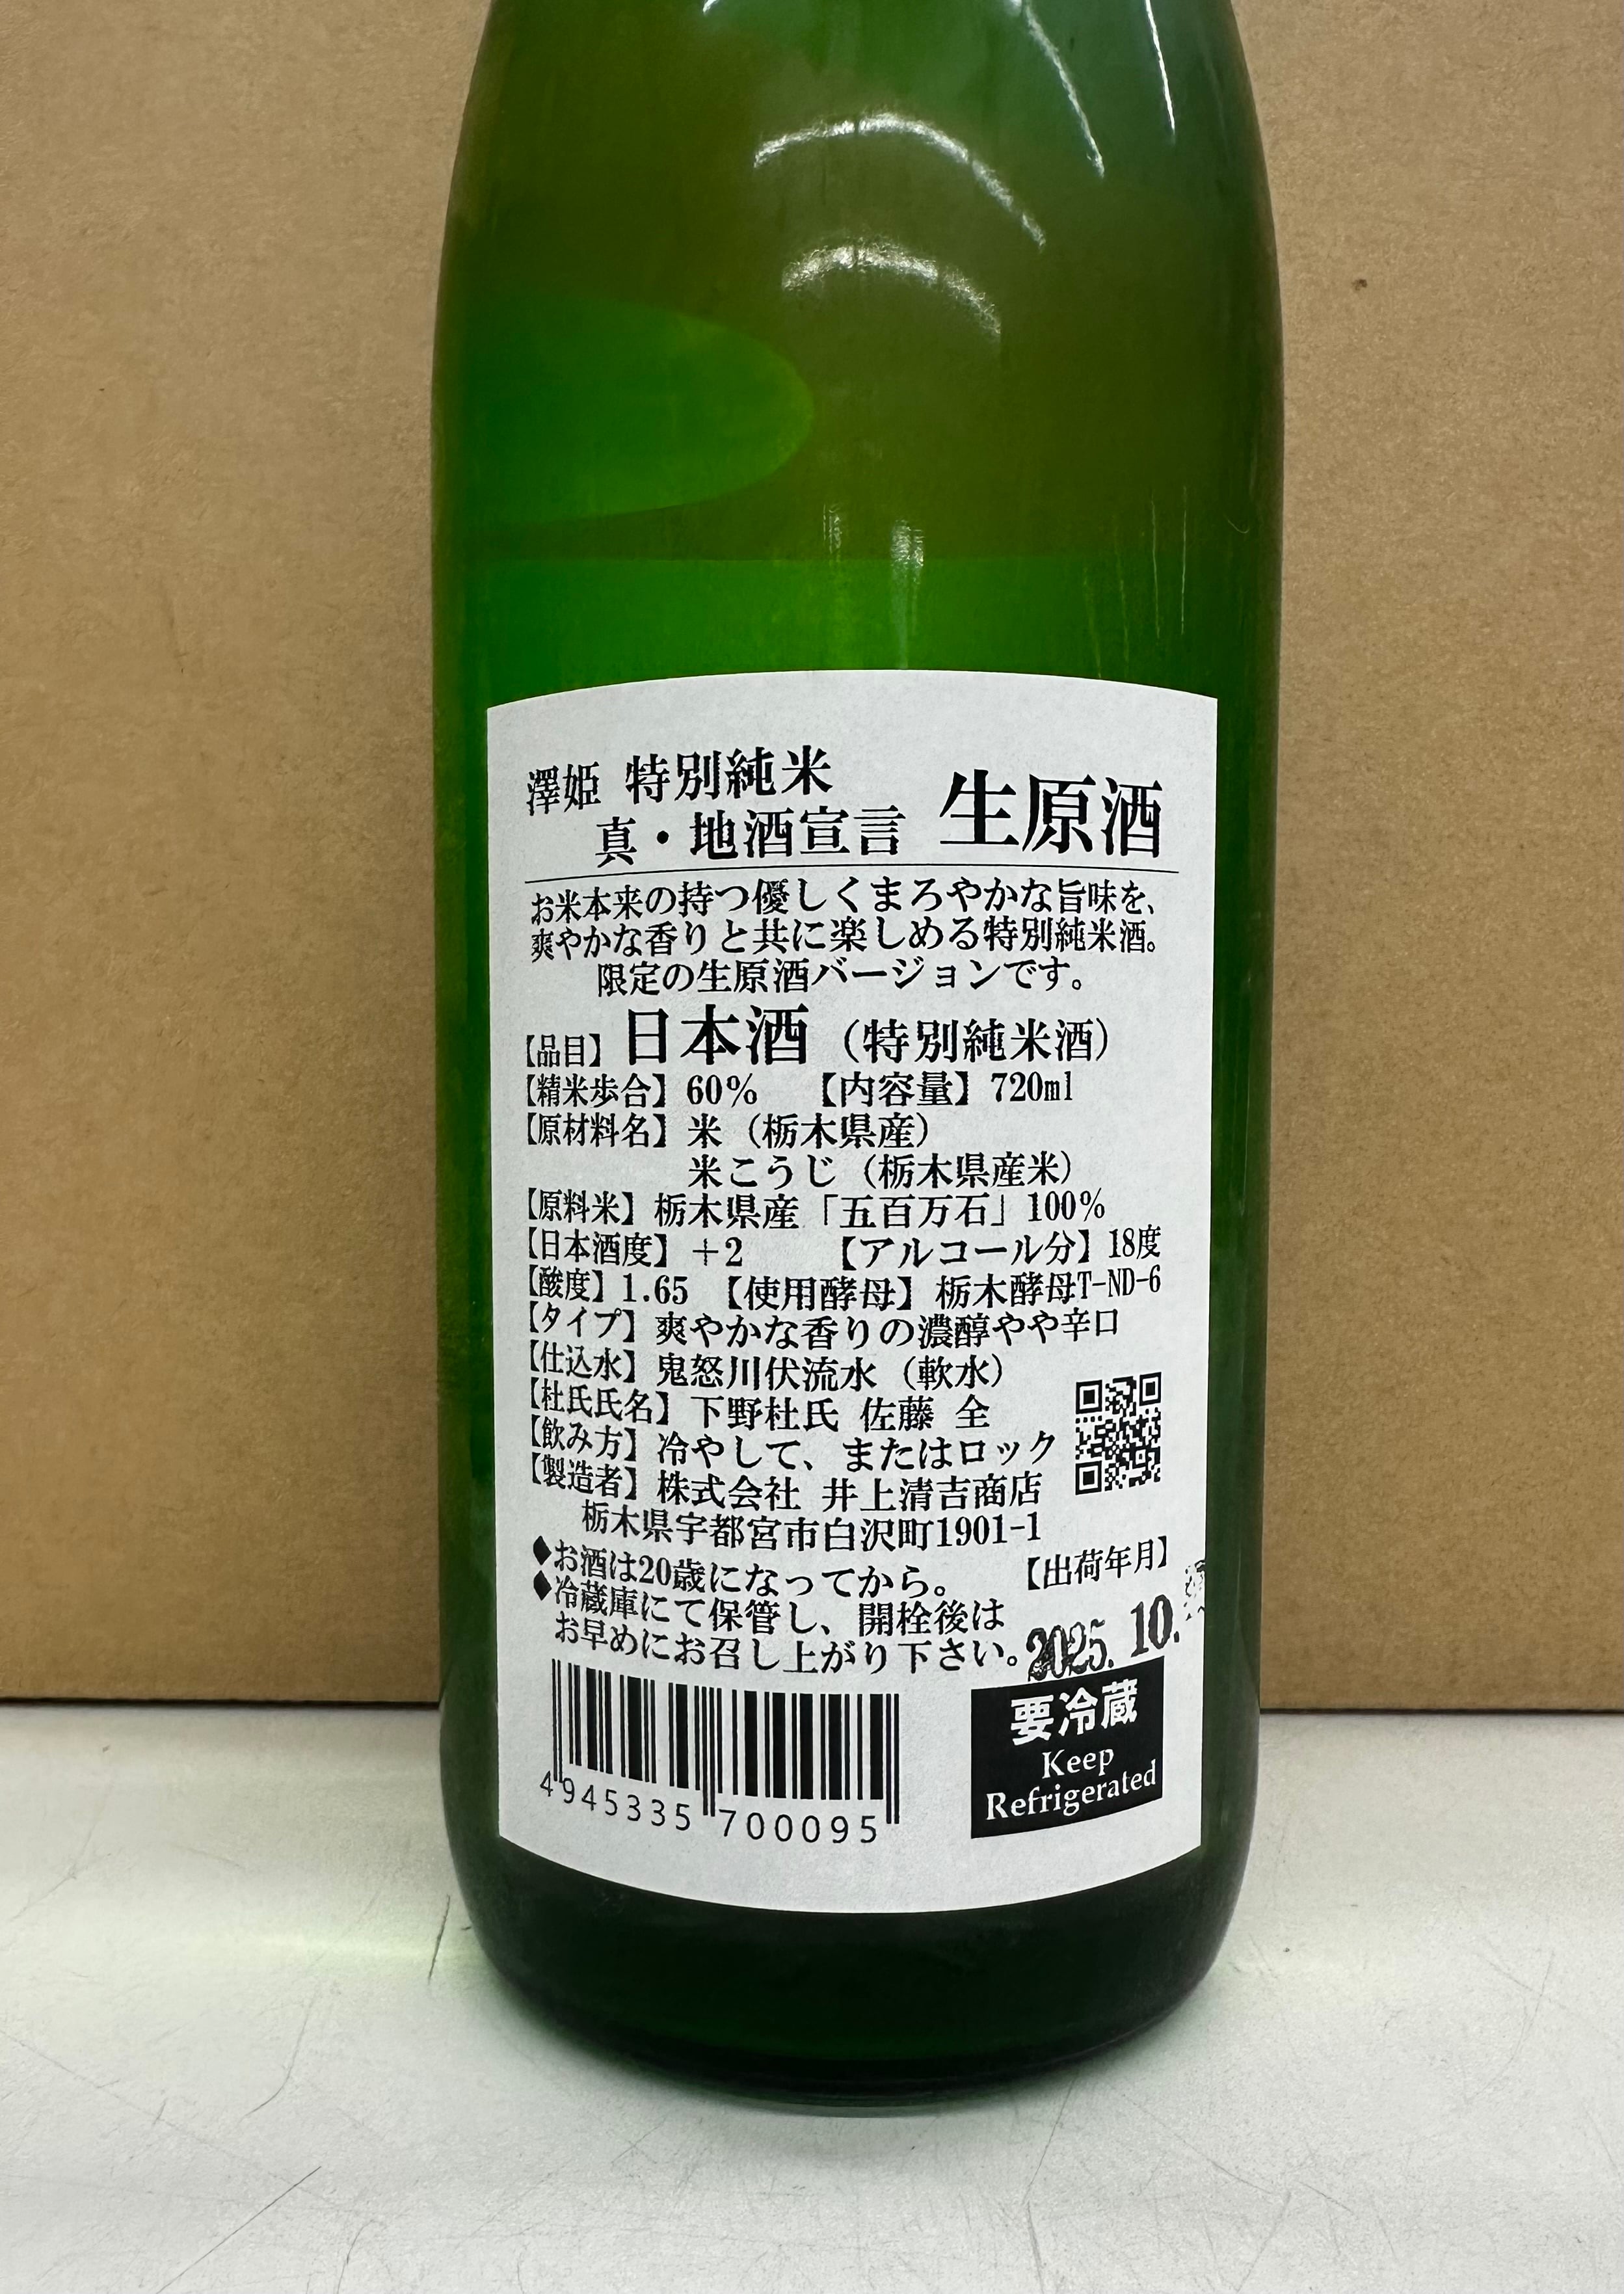 澤姫 特別純米
真・地酒宣言 生原酒
お米本来の持つ優しくまろやかな旨味を、
爽やかな香りと共に楽しめる特別純米酒。
限定の生原酒バージョンです。
【品目】日本酒（特別純米酒）
【精米歩合】60% 【内容量】720ml
【原材料名】米（栃木県産）
米こうじ（栃木県産米）
【原料米】栃木県産「五百万石」100%
【日本酒度】＋2 【アルコール分】18度
【酸度】1.65 【使用酵母】栃木酵母T-ND-6
【タイプ】爽やかな香りの濃醇やや辛口
【仕込水】鬼怒川伏流水（軟水）
【杜氏氏名】下野杜氏 佐藤 全
【飲み方】冷やして、またはロック
【製造者】株式会社 井上清吉商店
栃木県宇都宮市白沢町1901-1
◆お酒は20歳になってから。 【出荷年月】
◆冷蔵庫にて保管し、開栓後は
お早めにお召し上がり下さい。2025. 10.
要冷蔵
Keep
Refrigerated
4945335 700095